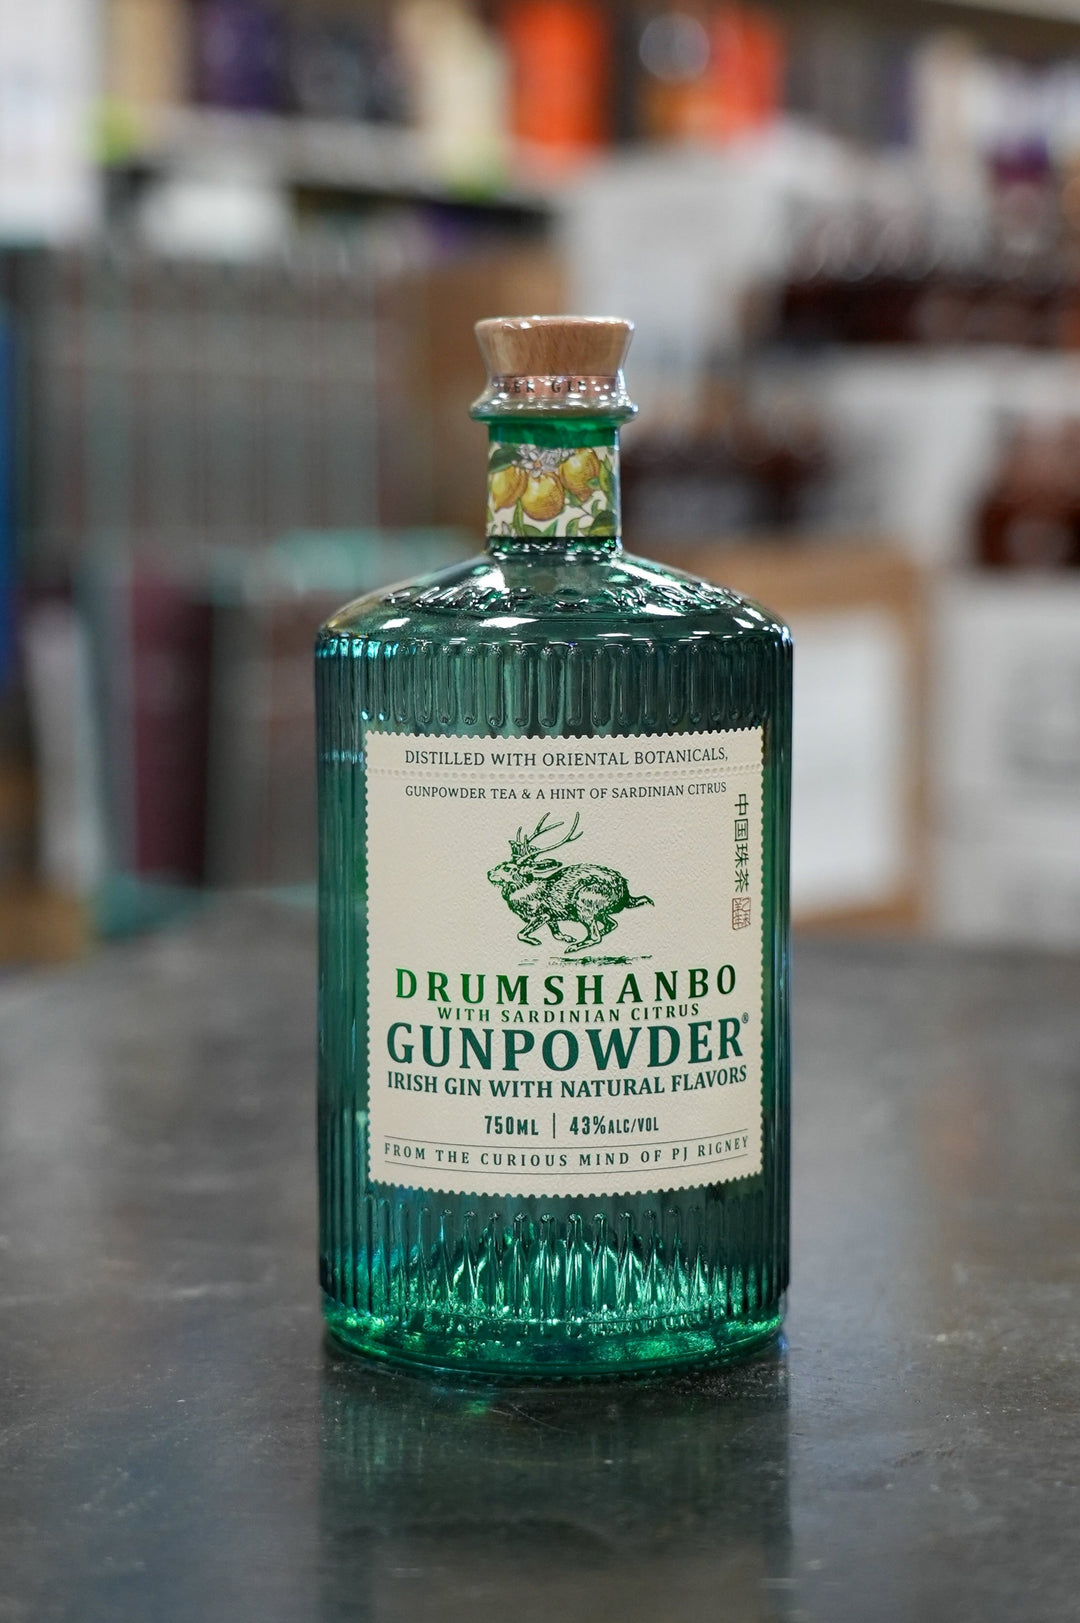 DISTILLED WITH ORIENTAL BOTANICALS,
GUNPOWDER TEA & A HINT OF SARDINIAN CITRUS
中国珠茶
DRUMSHANBO
WITH SARDINIAN CITRUS
GUNPOWDER®
IRISH GIN WITH NATURAL FLAVORS
750ML | 43%ALC/VOL
FROM THE CURIOUS MIND OF PJ RIGNEY